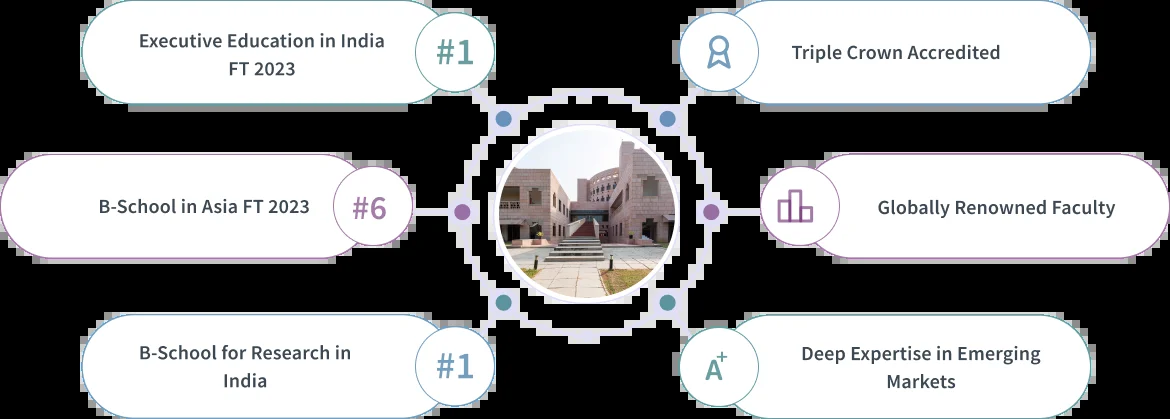 Executive Education in India
FT 2023
#1
B-School in Asia FT 2023
#6
B-School for Research in
India
#1
Triple Crown Accredited
Globally Renowned Faculty
A+
Deep Expertise in Emerging
Markets